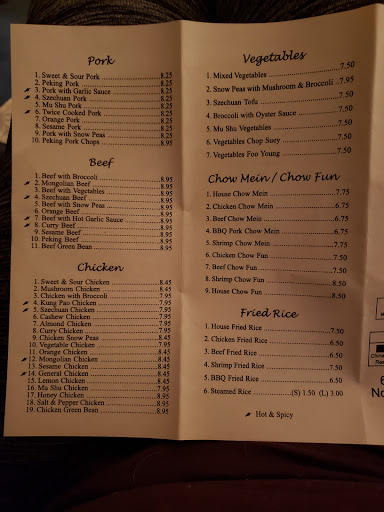 Pork
1. Sweet & Sour Pork 8.25
2. Peking Pork 8.25
3. Pork with Garlic Sauce 8.25
4. Szechuan Pork 8.25
5. Mu Shu Pork 8.25
6. Twice Cooked Pork 8.25
7. Orange Pork 8.25
8. Sesame Pork 8.25
9. Pork with Snow Peas 8.25
10. Peking Pork Chops 8.95
Beef
1. Beef with Broccoli 8.95
2. Mongolian Beef 8.95
3. Beef with Vegetables 8.95
4. Szechuan Beef 8.95
5. Beef with Snow Peas 8.95
6. Orange Beef 8.95
7. Beef with Hot Garlic Sauce 8.95
8. Curry Beef 8.95
9. Sesame Beef 8.95
10. Peking Beef 8.95
11. Beef Green Bean 8.95
Chicken
1. Sweet & Sour Chicken 8.45
2. Mushroom Chicken 8.45
3. Chicken with Broccoli 7.95
4. Kung Pao Chicken 7.95
5. Szechuan Chicken 7.95
6. Cashew Chicken 7.95
7. Almond Chicken 7.95
8. Curry Chicken 7.95
9. Chicken Snow Peas 8.45
10. Vegetable Chicken 7.95
11. Orange Chicken 8.45
12. Mongolian Chicken 8.45
13. Sesame Chicken 8.45
14. General Chicken 8.45
15. Lemon Chicken 8.45
16. Mu Shu Chicken 7.95
17. Honey Chicken 8.95
18. Salt & Pepper Chicken 8.95
19. Chicken Green Bean 8.95
Vegetables
1. Mixed Vegetables 7.50
2. Snow Peas with Mushroom & Broccoli 7.95
3. Szechuan Tofu 7.50
4. Broccoli with Oyster Sauce 7.50
5. Mu Shu Vegetables 7.50
6. Vegetables Chop Suey 7.50
7. Vegetables Foo Young 7.50
Chow Mein / Chow Fun
1. House Chow Mein 7.75
2. Chicken Chow Mein 6.75
3. Beef Chow Mein 6.75
4. BBQ Pork Chow Mein 6.75
5. Shrimp Chow Mein 7.75
6. Chicken Chow Fun 7.50
7. Beef Chow Fun 7.50
8. Shrimp Chow Fun 8.50
9. House Chow Fun 8.50
Fried Rice
1. House Fried Rice 7.50
2. Chicken Fried Rice 6.50
3. Beef Fried Rice 6.50
4. Shrimp Fried Rice 7.50
5. BBQ Fried Rice 6.50
6. Steamed Rice (S) 1.50 (L) 3.00
Hot & Spicy